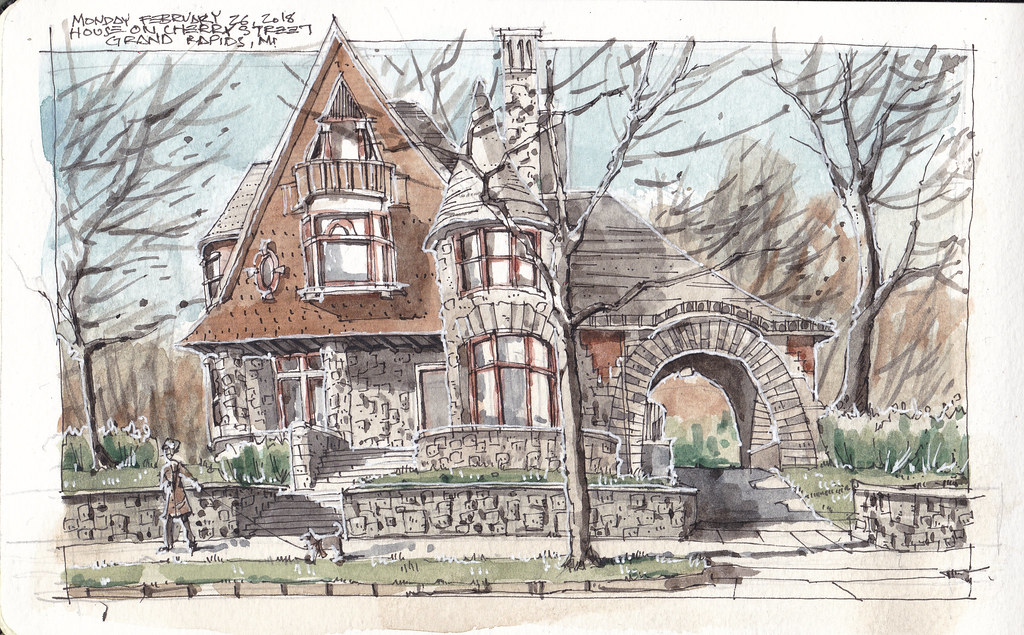 MONDAY FEBRUARY 26, 2018
HOUSE ON CHERRY STREET
GRAND RAPIDS, MI